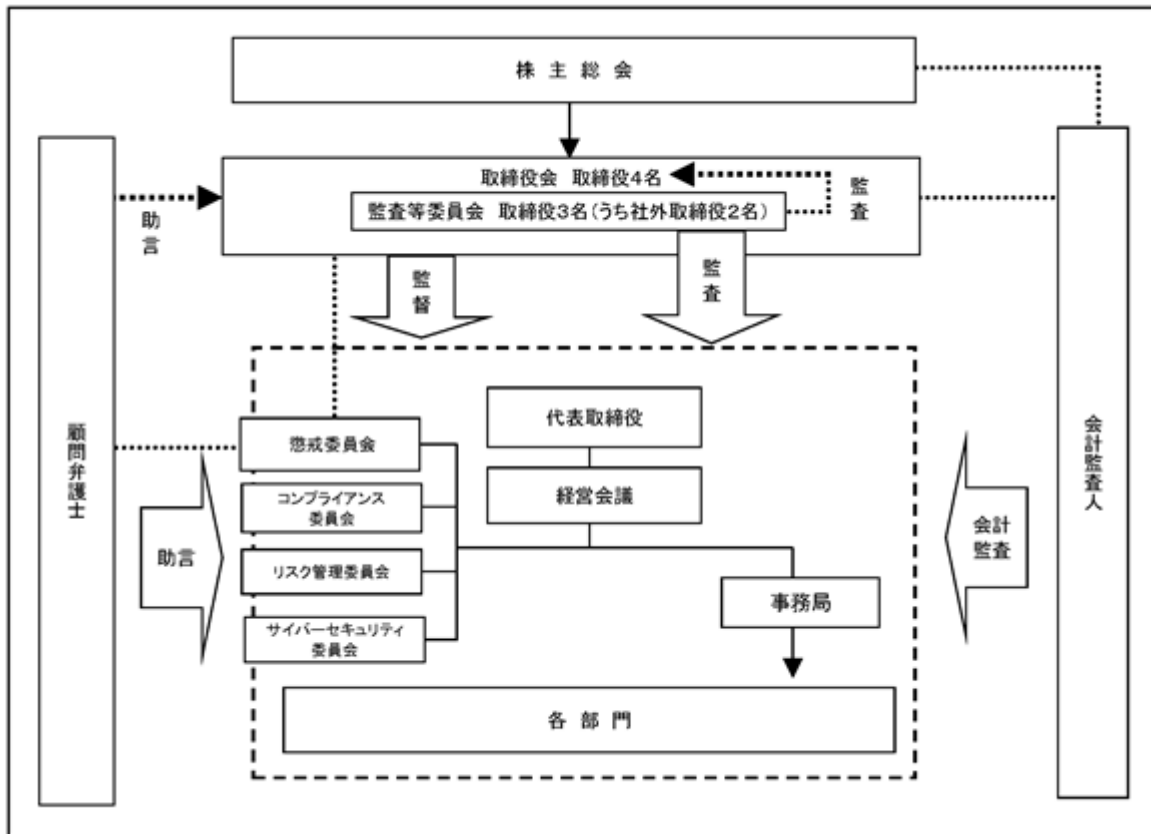 株主総会
取締役会 取締役4名
監査等委員会 取締役3名(うち社外取締役2名)
監査
助言
監督
監査
顧問弁護士
会計監査人
代表取締役
懲戒委員会
経営会議
コンプライアンス
委員会
助言
会計
監査
リスク管理委員会
事務局
サイバーセキュリティ
委員会
各部門